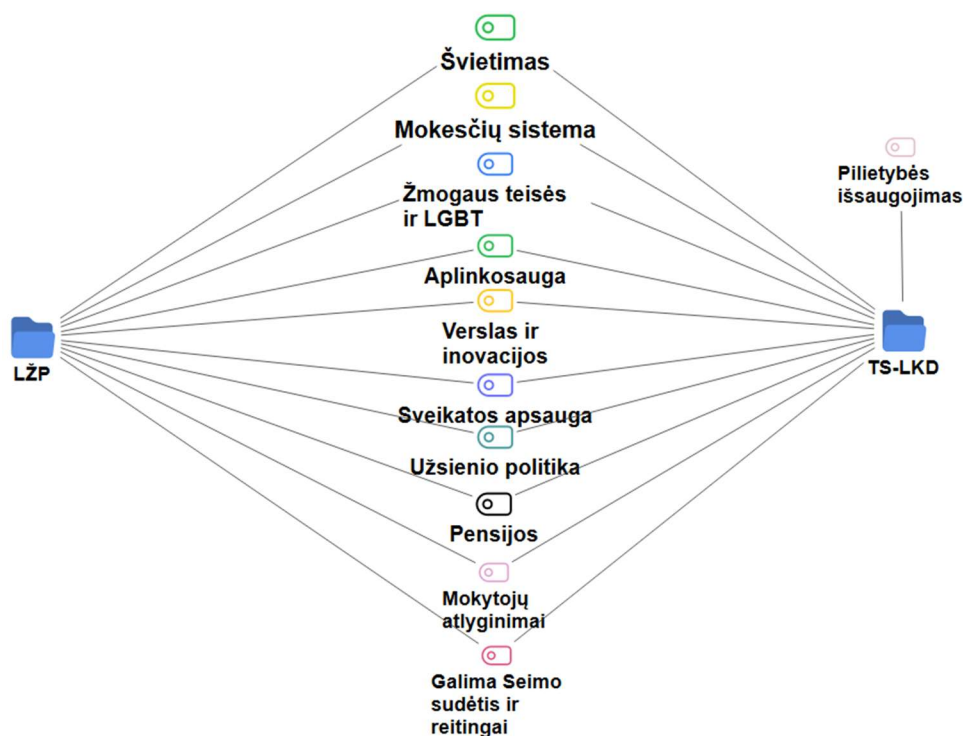 Švietimas
Mokesčių sistema
Žmogaus teisės
ir LGBT
Pilietybės
išsaugojimas
Aplinkosauga
Verslas ir
inovacijos
LŽP
TS-LKD
Sveikatos apsauga
Užsienio politika
Pensijos
Mokytojų
atlyginimai
Galima Seimo
sudėtis ir
reitingai